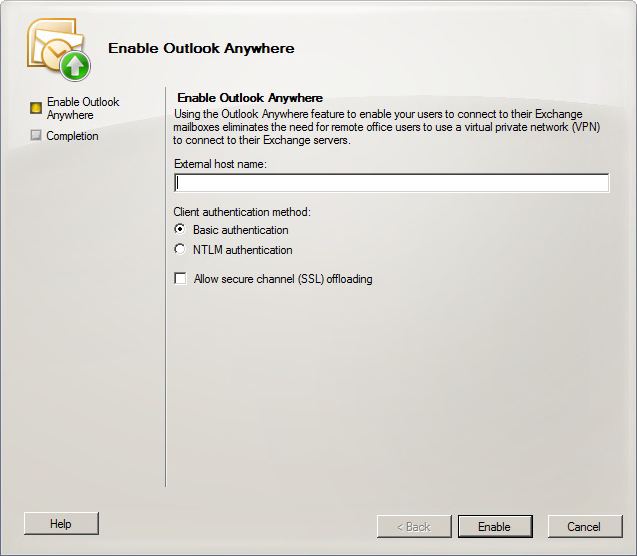 Enable Outlook Anywhere
Enable Outlook
Anywhere
Completion
Enable Outlook Anywhere
Using the Outlook Anywhere feature to enable your users to connect to their Exchange
mailboxes eliminates the need for remote office users to use a virtual private network (VPN)
to connect to their Exchange servers.
External host name:
Client authentication method:
Basic authentication
NTLM authentication
Allow secure channel (SSL) offloading
Help
< Back
Enable
Cancel